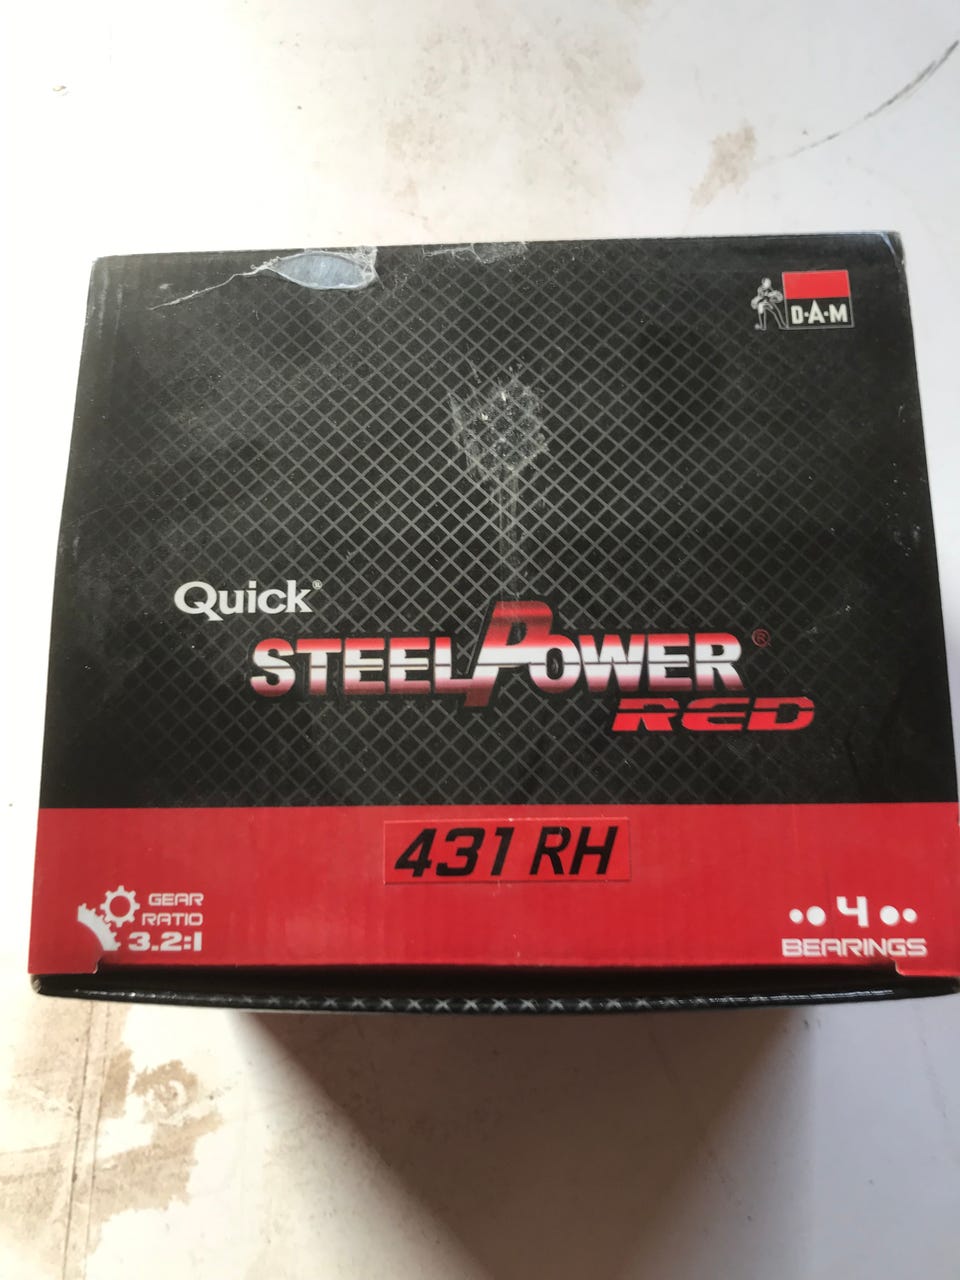 D·A·M
Quick®
STEELPOWER®
RED
431 RH
GEAR
RATIO
3.2:1
4
BEARINGS